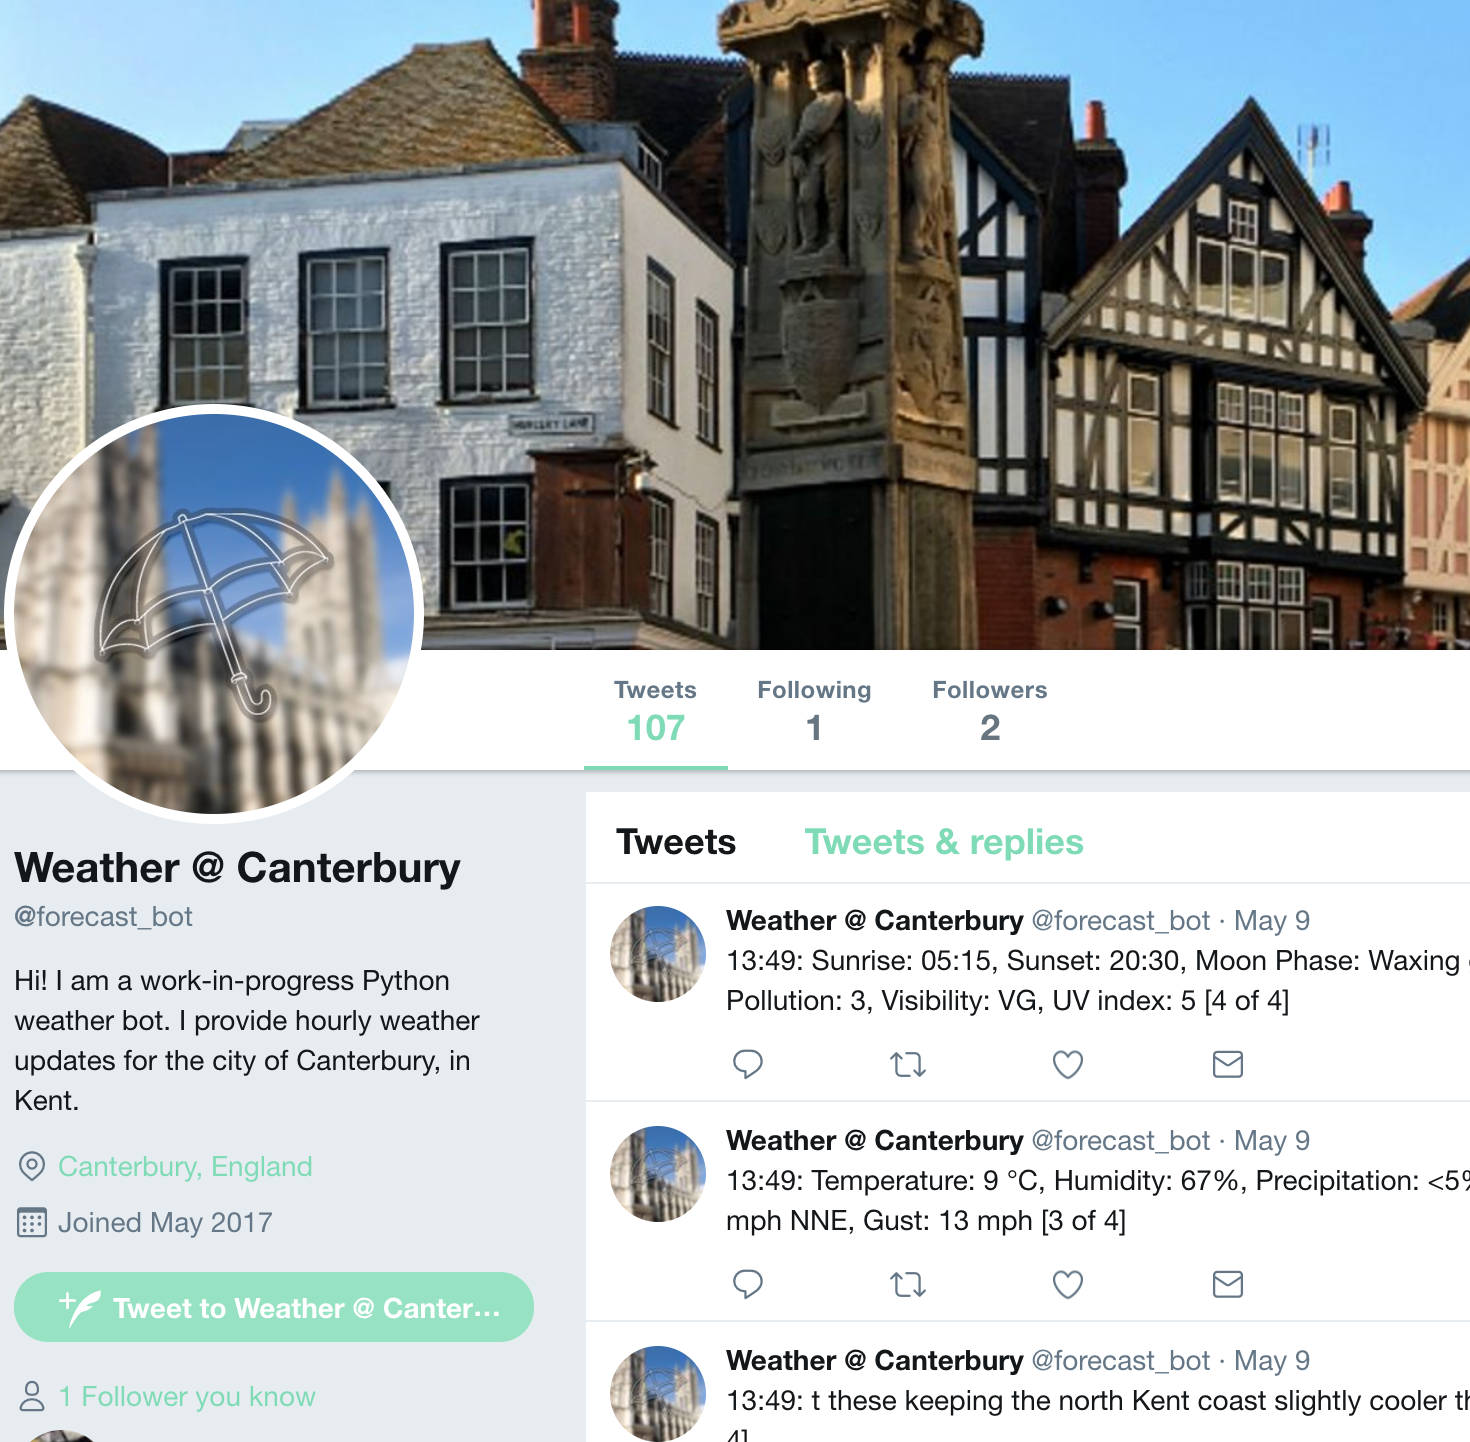 Tweets
107
Following
1
Followers
2
Weather @ Canterbury
@forecast_bot
Hi! I am a work-in-progress Python
weather bot. I provide hourly weather
updates for the city of Canterbury, in
Kent.
Canterbury, England
Joined May 2017
Tweet to Weather @ Canter...
1 Follower you know
Tweets Tweets & replies
Weather @ Canterbury @forecast_bot · May 9
13:49: Sunrise: 05:15, Sunset: 20:30, Moon Phase: Waxing
Pollution: 3, Visibility: VG, UV index: 5 [4 of 4]
Weather @ Canterbury @forecast_bot · May 9
13:49: Temperature: 9 °C, Humidity: 67%, Precipitation: <5%
mph NNE, Gust: 13 mph [3 of 4]
Weather @ Canterbury @forecast_bot · May 9
13:49: t these keeping the north Kent coast slightly cooler
4]